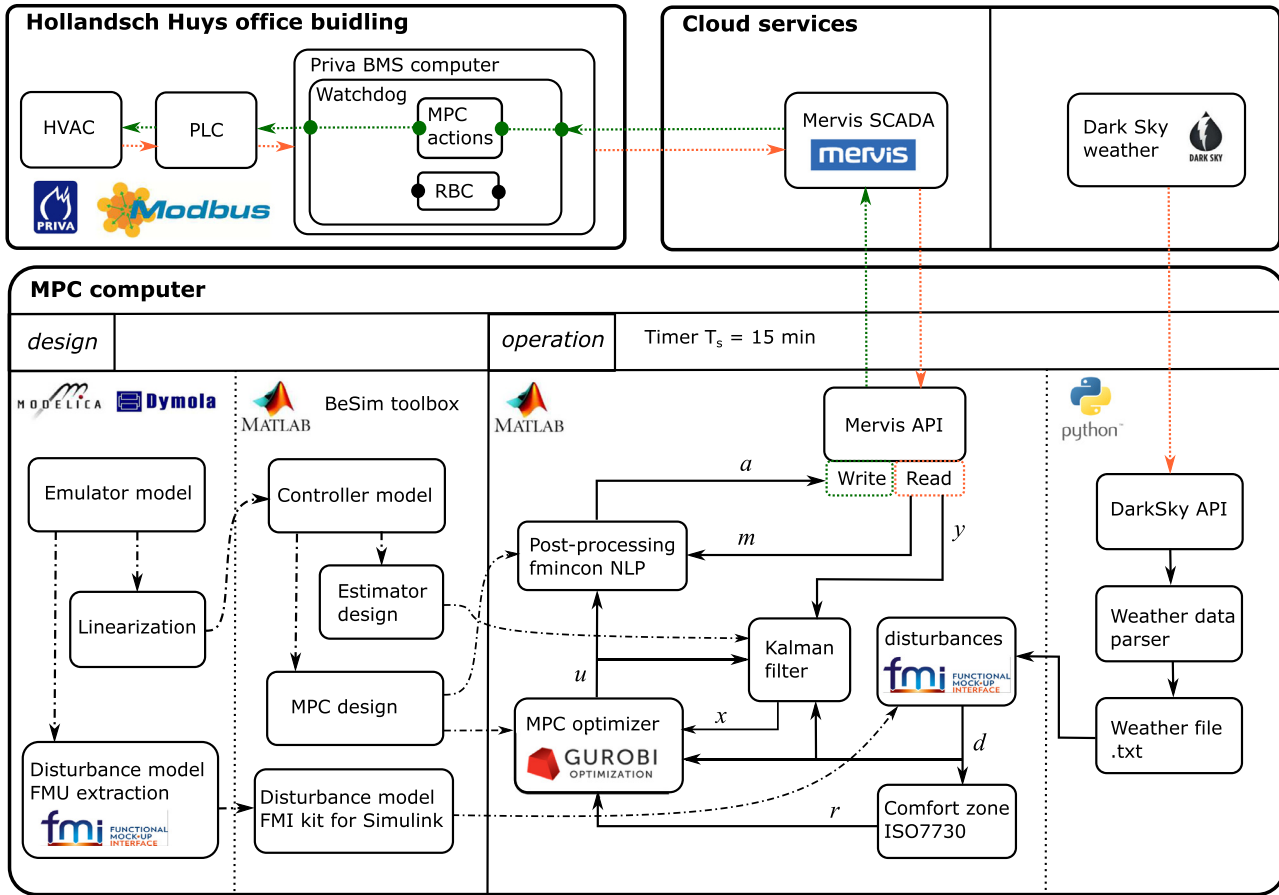 Hollandsch Huys office buidling
Priva BMS computer
Watchdog
HVAC
PLC
MPC
actions
RBC
PRIVA
Modbus
Cloud services
Mervis SCADA
mervis
Dark Sky
weather
DARK SKY
MPC computer
design
operation
Timer Ts = 15 min
MODELICA
Dymola
MATLAB
BeSim toolbox
MATLAB
Mervis API
Write
Read
python™
Emulator model
Linearization
Disturbance model
FMU extraction
fmi FUNCTIONAL
MOCK-UP
INTERFACE
Controller model
Estimator
design
MPC design
Disturbance model
FMI kit for Simulink
a
m
y
Post-processing
fmincon NLP
Kalman
filter
disturbances
fmi FUNCTIONAL
MOCK-UP
INTERFACE
u
x
d
r
MPC optimizer
GUROBI
OPTIMIZATION
Comfort zone
ISO7730
DarkSky API
Weather data
parser
Weather file
.txt